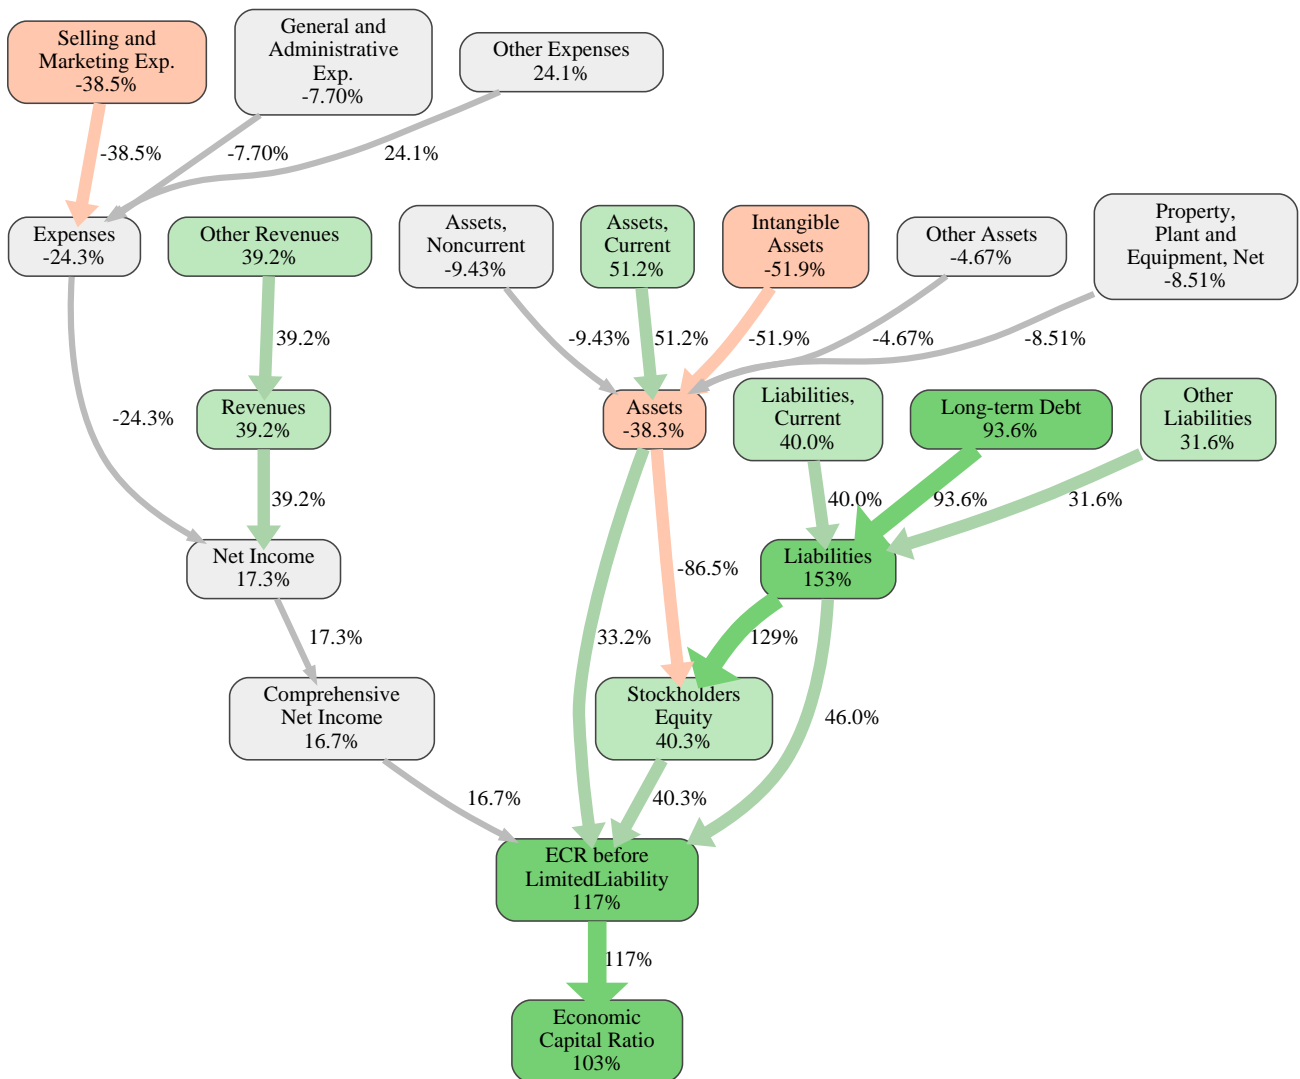 Selling and
Marketing Exp.
-38.5%
General and
Administrative
Exp.
-7.70%
Other Expenses
24.1%
-38.5%
-7.70%
24.1%
Expenses
-24.3%
Other Revenues
39.2%
Assets,
Noncurrent
-9.43%
Assets,
Current
51.2%
Intangible
Assets
-51.9%
Other Assets
-4.67%
Property,
Plant and
Equipment, Net
-8.51%
39.2%
-9.43%
51.2%
-51.9%
-4.67%
-8.51%
-24.3%
Revenues
39.2%
Assets
-38.3%
Liabilities,
Current
40.0%
Long-term Debt
93.6%
Other
Liabilities
31.6%
39.2%
40.0%
93.6%
31.6%
Net Income
17.3%
-86.5%
Liabilities
153%
17.3%
33.2%
129%
46.0%
Comprehensive
Net Income
16.7%
Stockholders
Equity
40.3%
16.7%
40.3%
ECR before
LimitedLiability
117%
117%
Economic
Capital Ratio
103%